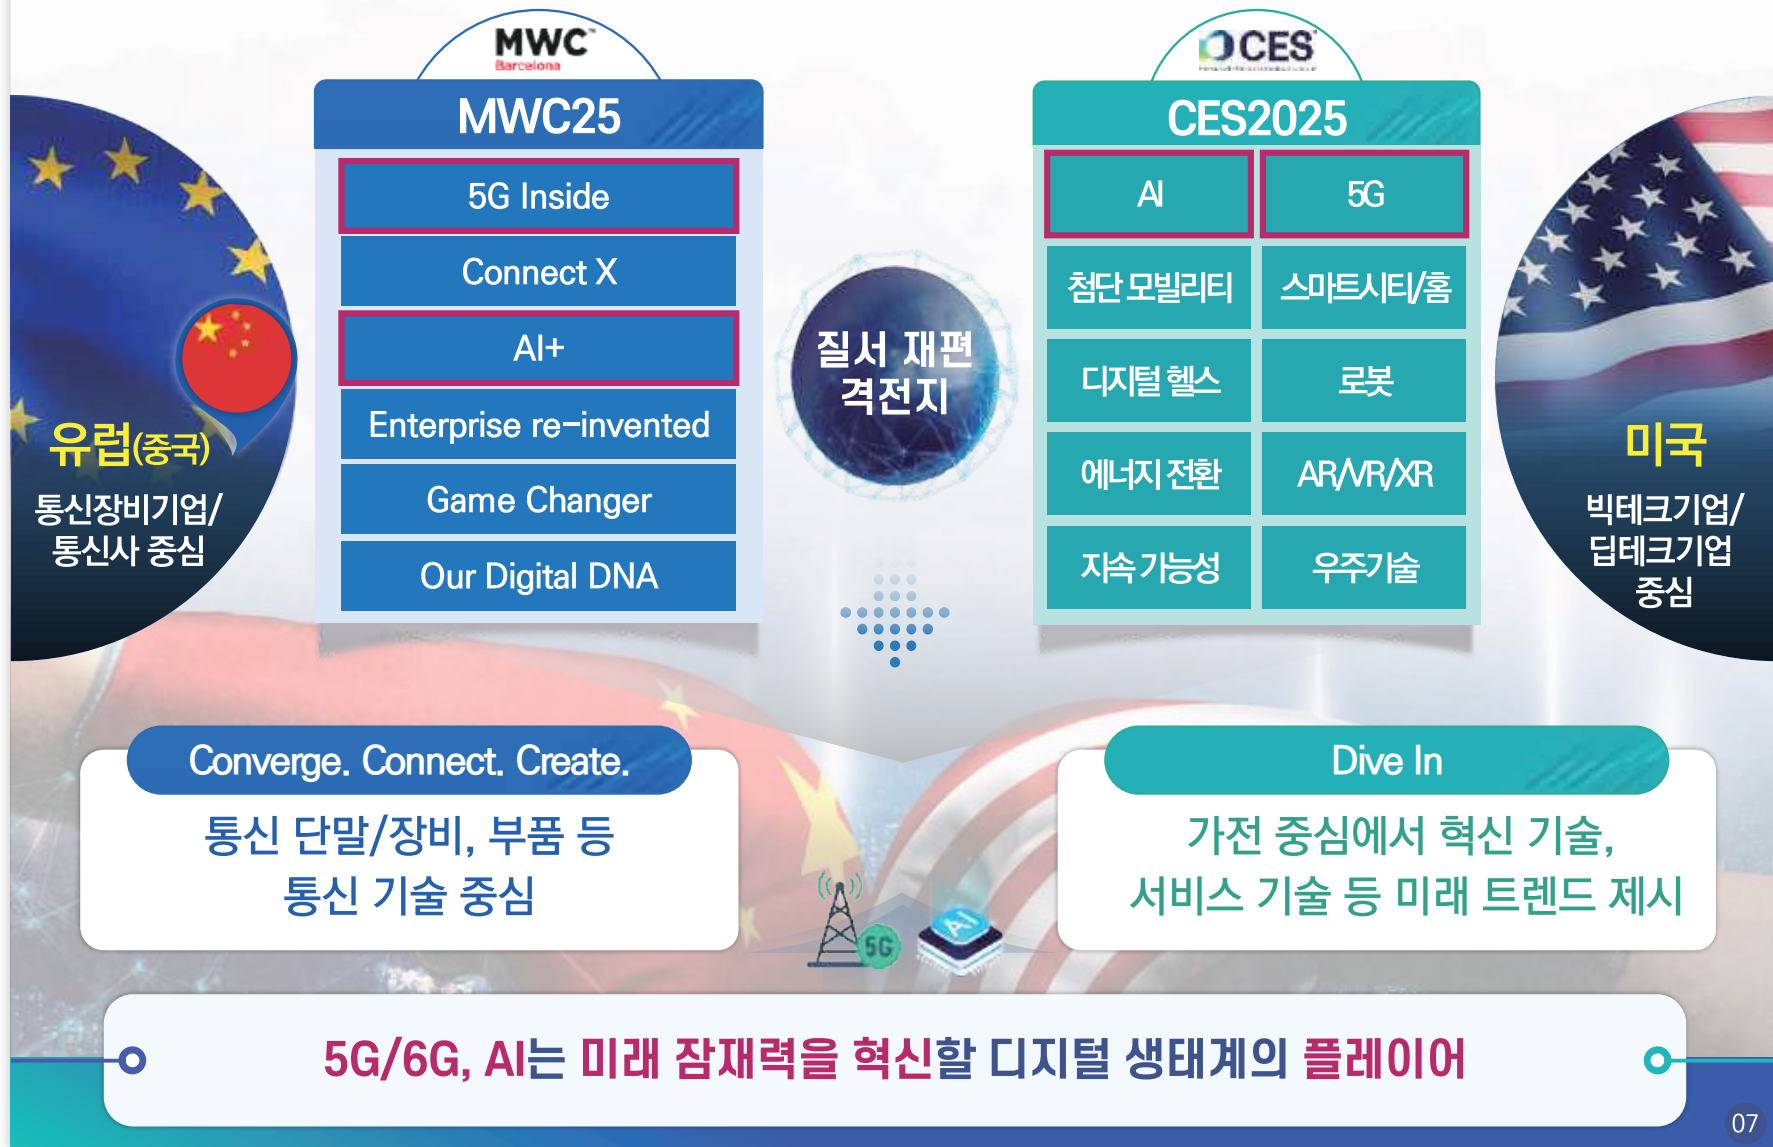 MWC
Barcelona
MWC25
5G Inside
Connect X
AI+
Enterprise re-invented
Game Changer
Our Digital DNA
유럽(중국)
통신장비기업/
통신사 중심
질서 재편
격전지
CES
CES2025
AI 5G
첨단 모빌리티 스마트시티/홈
디지털 헬스 로봇
에너지 전환 AR/VR/XR
지속 가능성 우주기술
미국
빅테크기업/
딥테크기업
중심
Converge. Connect. Create.
통신 단말/장비, 부품 등
통신 기술 중심
5G
AI
Dive In
가전 중심에서 혁신 기술,
서비스 기술 등 미래 트렌드 제시
5G/6G, AI는 미래 잠재력을 혁신할 디지털 생태계의 플레이어
07